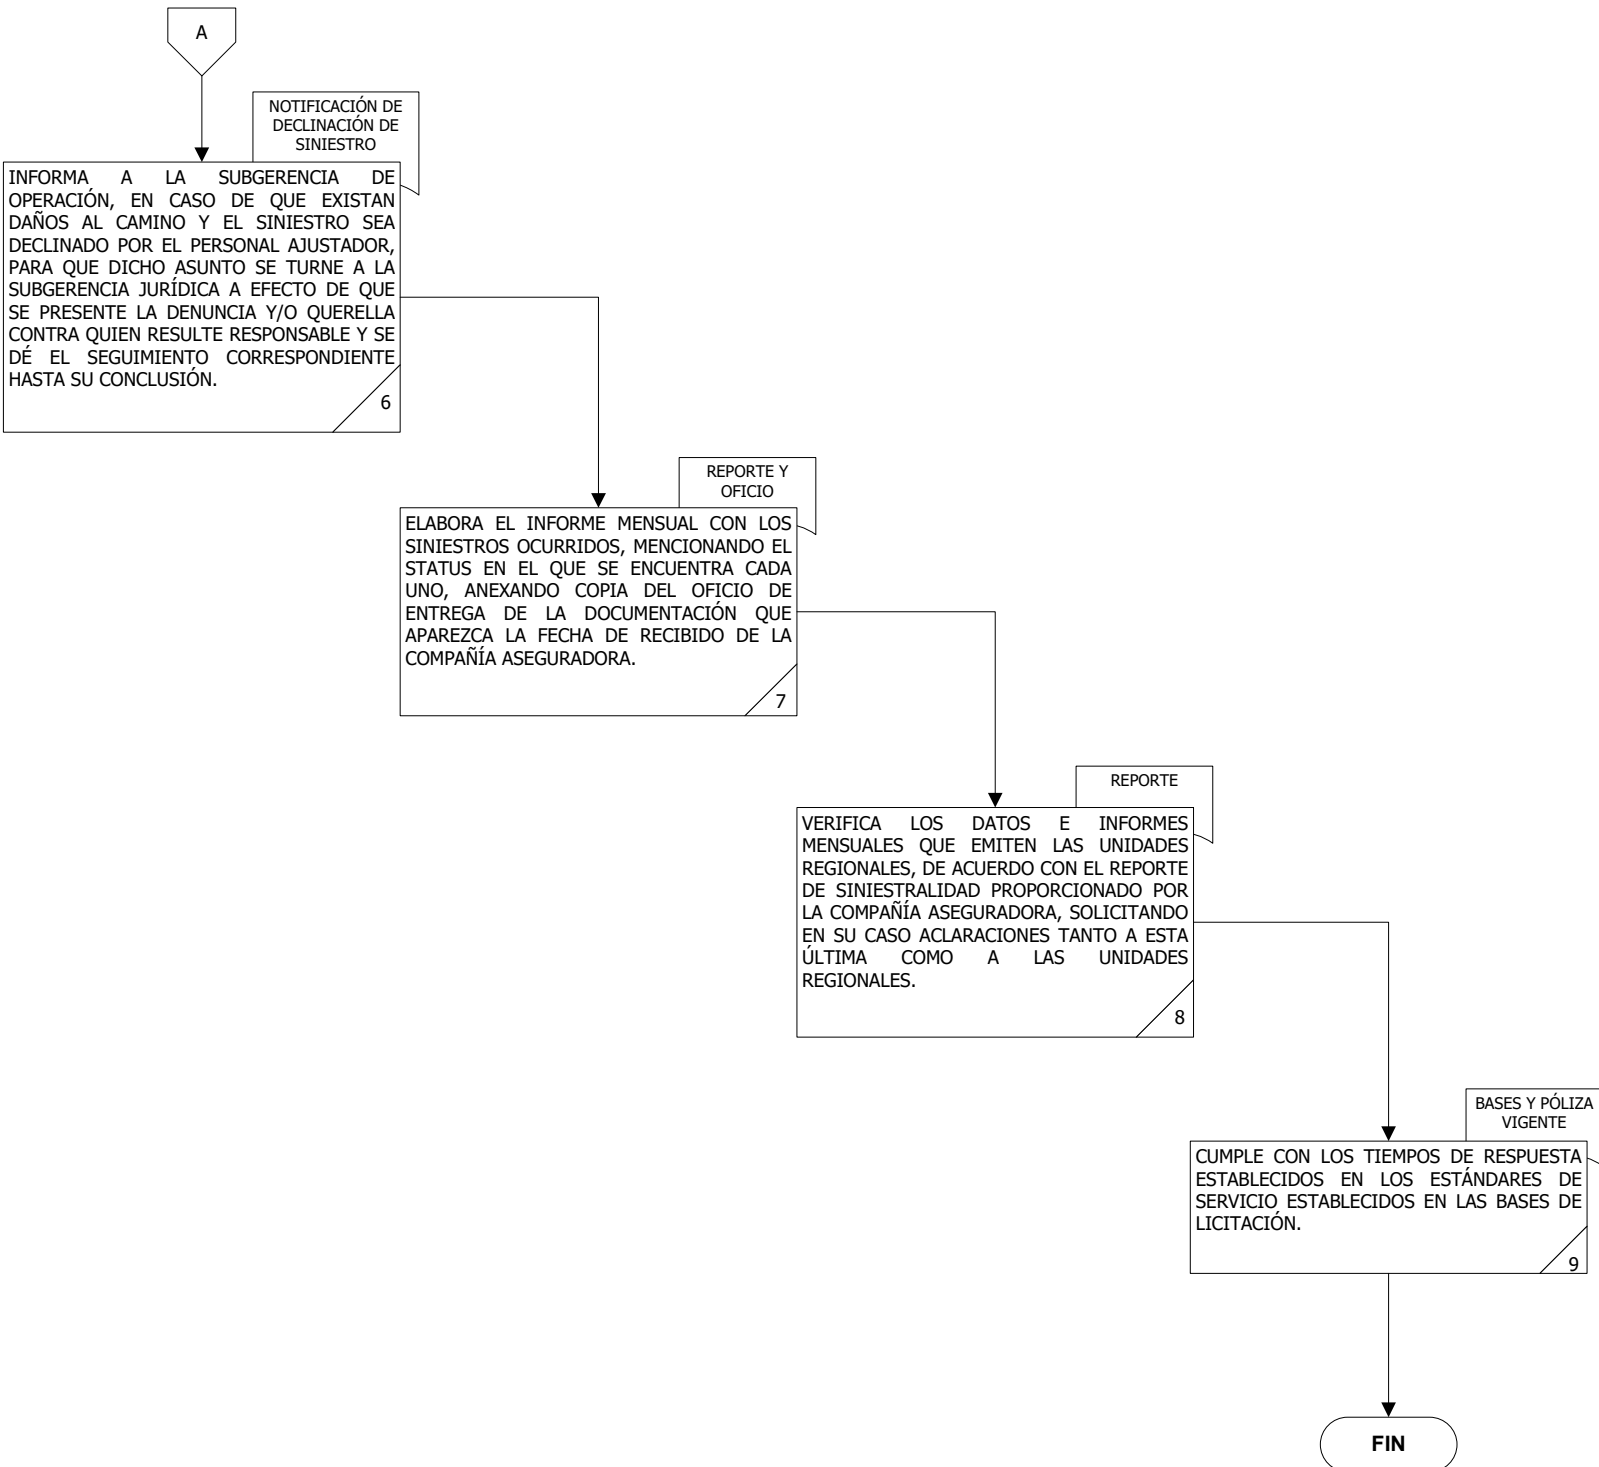 A
NOTIFICACIÓN DE
DECLINACIÓN DE
SINIESTRO
INFORMA A LA SUBGERENCIA DE
OPERACIÓN, EN CASO DE QUE EXISTAN
DAÑOS AL CAMINO Y EL SINIESTRO SEA
DECLINADO POR EL PERSONAL AJUSTADOR,
PARA QUE DICHO ASUNTO SE TURNE A LA
SUBGERENCIA JURÍDICA A EFECTO DE QUE
SE PRESENTE LA DENUNCIA Y/O QUERELLA
CONTRA QUIEN RESULTE RESPONSABLE Y SE
DÉ EL SEGUIMIENTO CORRESPONDIENTE
HASTA SU CONCLUSIÓN.
6
REPORTE Y
OFICIO
ELABORA EL INFORME MENSUAL CON LOS
SINIESTROS OCURRIDOS, MENCIONANDO EL
STATUS EN EL QUE SE ENCUENTRA CADA
UNO, ANEXANDO COPIA DEL OFICIO DE
ENTREGA DE LA DOCUMENTACIÓN QUE
APAREZCA LA FECHA DE RECIBIDO DE LA
COMPAÑÍA ASEGURADORA.
7
REPORTE
VERIFICA LOS DATOS E INFORMES
MENSUALES QUE EMITEN LAS UNIDADES
REGIONALES, DE ACUERDO CON EL REPORTE
DE SINIESTRALIDAD PROPORCIONADO POR
LA COMPAÑÍA ASEGURADORA, SOLICITANDO
EN SU CASO ACLARACIONES TANTO A ESTA
ÚLTIMA COMO A LAS UNIDADES
REGIONALES.
8
BASES Y PÓLIZA
VIGENTE
CUMPLE CON LOS TIEMPOS DE RESPUESTA
ESTABLECIDOS EN LOS ESTÁNDARES DE
SERVICIO ESTABLECIDOS EN LAS BASES DE
LICITACIÓN.
9
FIN